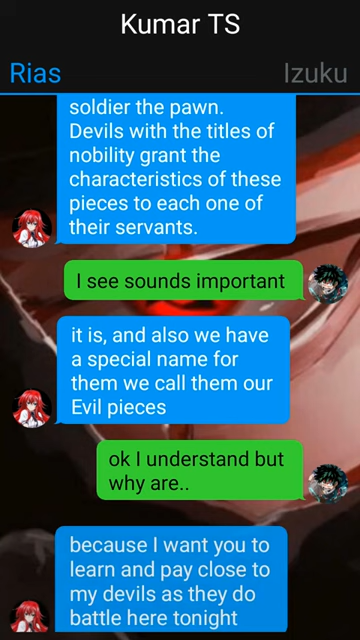 Kumar TS
Rias
Izuku
soldier the pawn.
Devils with the titles of
nobility grant the
characteristics of these
pieces to each one of
their servants.
I see sounds important
it is, and also we have
a special name for
them we call them our
Evil pieces
ok I understand but
why are..
because I want you to
learn and pay close to
my devils as they do
battle here tonight